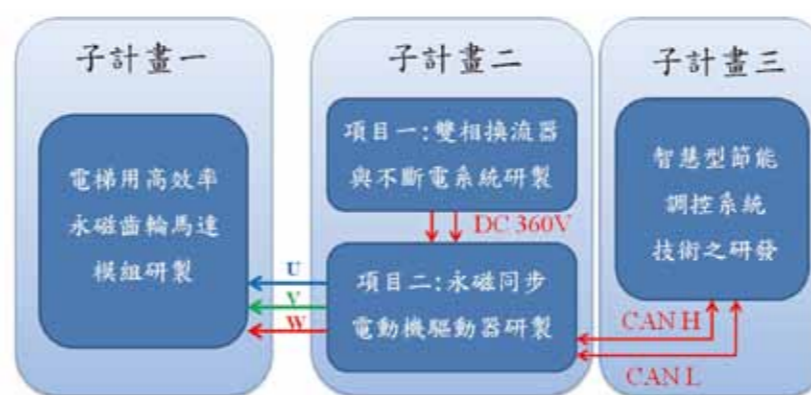 子計畫一
電梯用高效率
永磁齒輪馬達
模組研製
子計畫二
項目一:雙相換流器
與不斷電系統研製
DC 360V
項目二:永磁同步
電動機驅動器研製
U
V
W
子計畫三
智慧型節能
調控系統
技術之研發
CAN H
CAN L